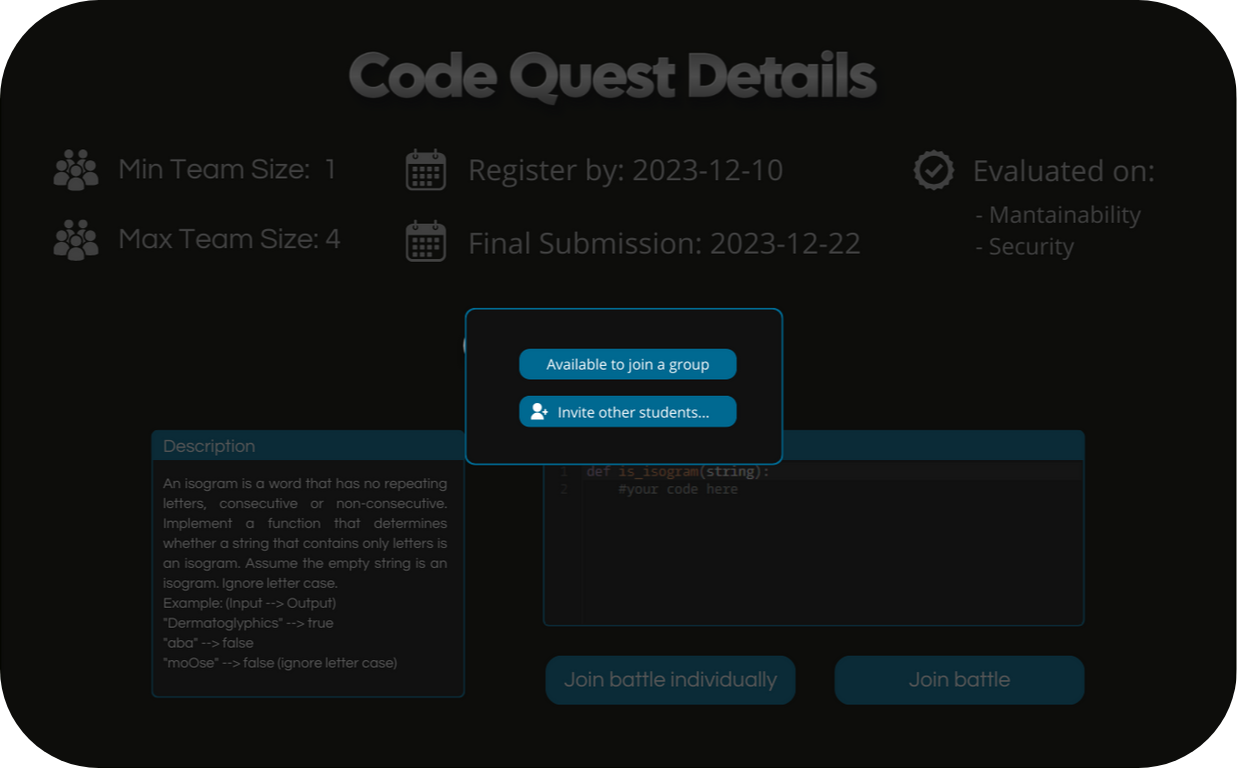 Code Quest Details
Min Team Size: 1
Max Team Size: 4
Register by: 2023-12-10
Final Submission: 2023-12-22
Evaluated on:
- Mantainability
- Security
Available to join a group
Invite other students...
Description
An isogram is a word that has no repeating
letters, consecutive or non-consecutive.
Implement a function that determines
whether a string that contains only letters is
an isogram. Assume the empty string is an
isogram. Ignore letter case.
Example: (Input --> Output)
"Dermatoglyphics" --> true
"aba" --> false
"moOse" --> false (ignore letter case)
1 def is_isogram(string):
2 #your code here
Join battle individually
Join battle